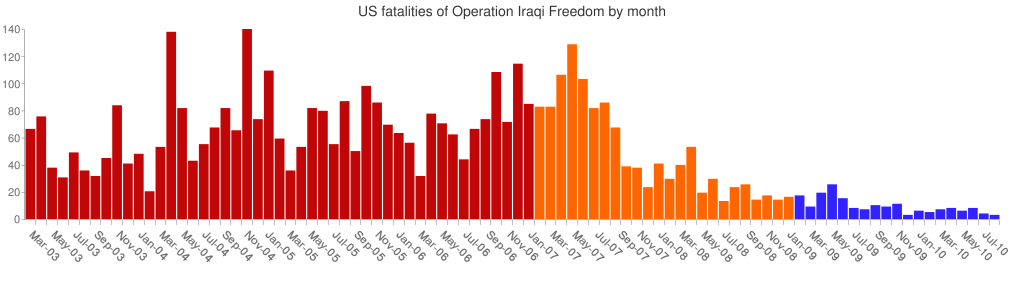 US fatalities of Operation Iraqi Freedom by month
140
120
100
80
60
40
20
0
Mar-03
May-03
Jul-03
Sep-03
Nov-03
Jan-04
Mar-04
May-04
Jul-04
Sep-04
Nov-04
Jan-05
Mar-05
May-05
Jul-05
Sep-05
Nov-05
Jan-06
Mar-06
May-06
Jul-06
Sep-06
Nov-06
Jan-07
Mar-07
May-07
Jul-07
Sep-07
Nov-07
Jan-08
Mar-08
May-08
Jul-08
Sep-08
Nov-08
Jan-09
Mar-09
May-09
Jul-09
Sep-09
Nov-09
Jan-10
Mar-10
May-10
Jul-10